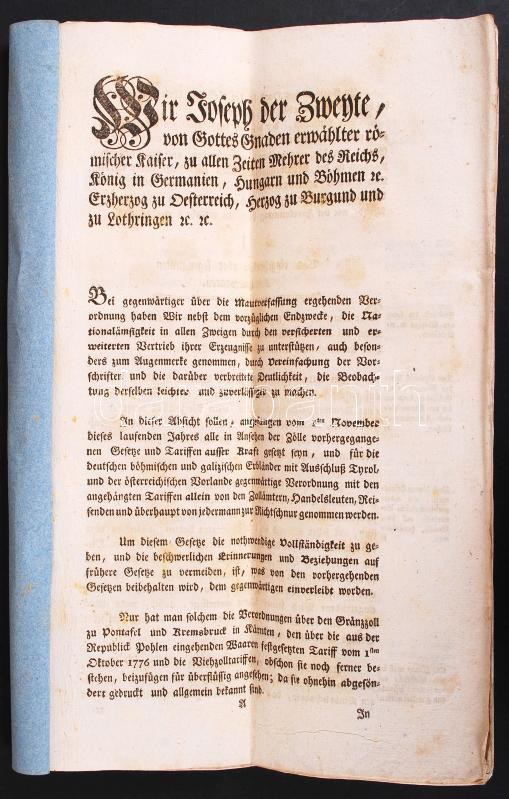 Wir Joseph der Zweyte,
von Gottes Gnaden erwählter rö-
mischer Kaiser, zu allen Zeiten Mehrer des Reichs,
König in Germanien, Hungarn und Böhmen ꝛc.
Erzherzog zu Oesterreich, Herzog zu Burgund und
zu Lothringen ꝛc. ꝛc.
Bei gegenwärtiger über die Mautverfassung ergehenden Ver-
ordnung haben Wir nebst dem vorzüglichen Endzwecke, die Na-
tionalämsigkeit in allen Zweigen durch den versicherten und er-
weiterten Vertrieb ihrer Erzeugnisse zu unterstützen, auch beson-
ders zum Augenmerke genommen, durch Vereinfachung der Vor-
schriften und die darüber verbreitete Deutlichkeit, die Beobach-
tung derselben leichter und zuverlässiger zu machen.
In dieser Absicht sollen, angefangen vom 1ten November
dieses laufenden Jahres alle in Ansehen der Zölle vorhergegange-
nen Gesetze und Tariffen ausser Kraft gesetzt seyn, und für die
deutschen böhmischen und galizischen Erbländer mit Ausschluß Tyrol,
und der österreichischen Vorlande gegenwärtige Verordnung mit den
angehängten Tariffen allein von den Zollämtern, Handelsleuten, Rei-
senden und überhaupt von jedermann zur Richtschnur genommen werden.
Um diesem Gesetze die nothwendige Vollständigkeit zu ge-
ben, und die beschwerlichen Erinnerungen und Beziehungen auf
frühere Gesetze zu vermeiden, ist, was von den vorhergehenden
Gesetzen beibehalten wird, dem gegenwärtigen einverleibt worden.
Nur hat man solchem die Verordnungen über den Gränzzoll
zu Pontafel und Kremsbruck in Kärnten, den über die aus der
Republick Pohlen eingehenden Waaren festgesetzten Tariff vom 1ten
Oktober 1776 und die Viehzolltariffen, obschon sie noch ferner be-
stehen, beizufügen für überflüssig angesehen; da sie ohnehin abgesön-
dert gedruckt und allgemein bekannt sind.
A
In
darabanth